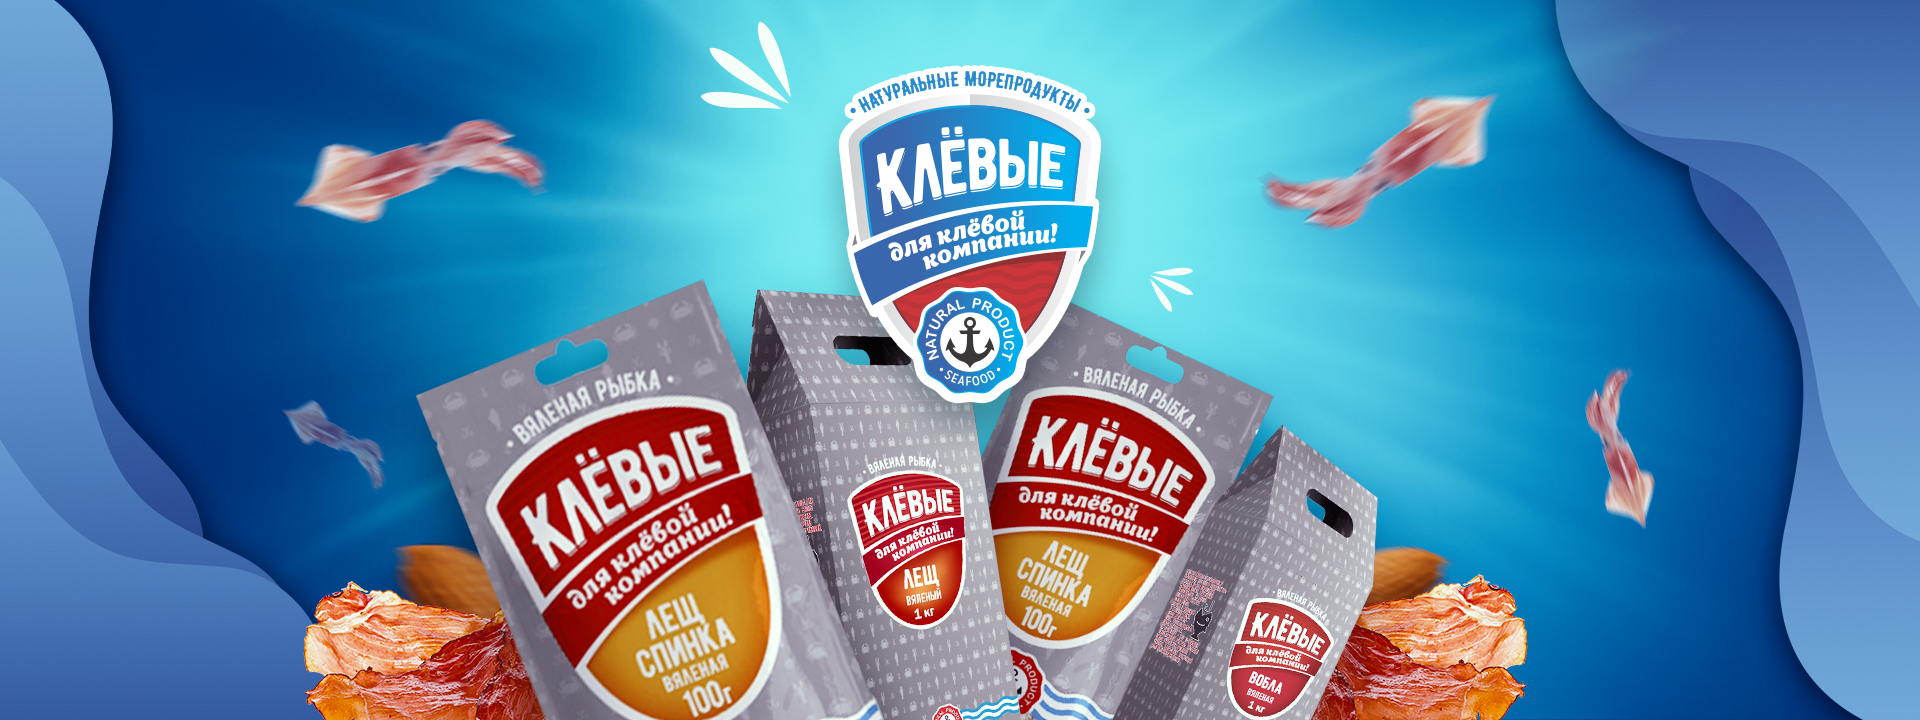 • НАТУРАЛЬНЫЕ МОРЕПРОДУКТЫ •
КЛЁВЫЕ
для клёвой
компании!
NATURAL PRODUCT
• SEAFOOD •
• ВЯЛЕНАЯ РЫБКА •
КЛЁВЫЕ
для клёвой
компании!
ЛЕЩ
СПИНКА
ВЯЛЕНАЯ
100г
• ВЯЛЕНАЯ РЫБКА •
КЛЁВЫЕ
для клёвой
компании!
ЛЕЩ
ВЯЛЕНЫЙ
1 кг
• ВЯЛЕНАЯ РЫБКА •
КЛЁВЫЕ
для клёвой
компании!
ЛЕЩ
СПИНКА
ВЯЛЕНАЯ
100г
PRODUCT
• ВЯЛЕНАЯ РЫБКА •
КЛЁВЫЕ
для клёвой
компании!
ВОБЛА
ВЯЛЕНАЯ
1 кг